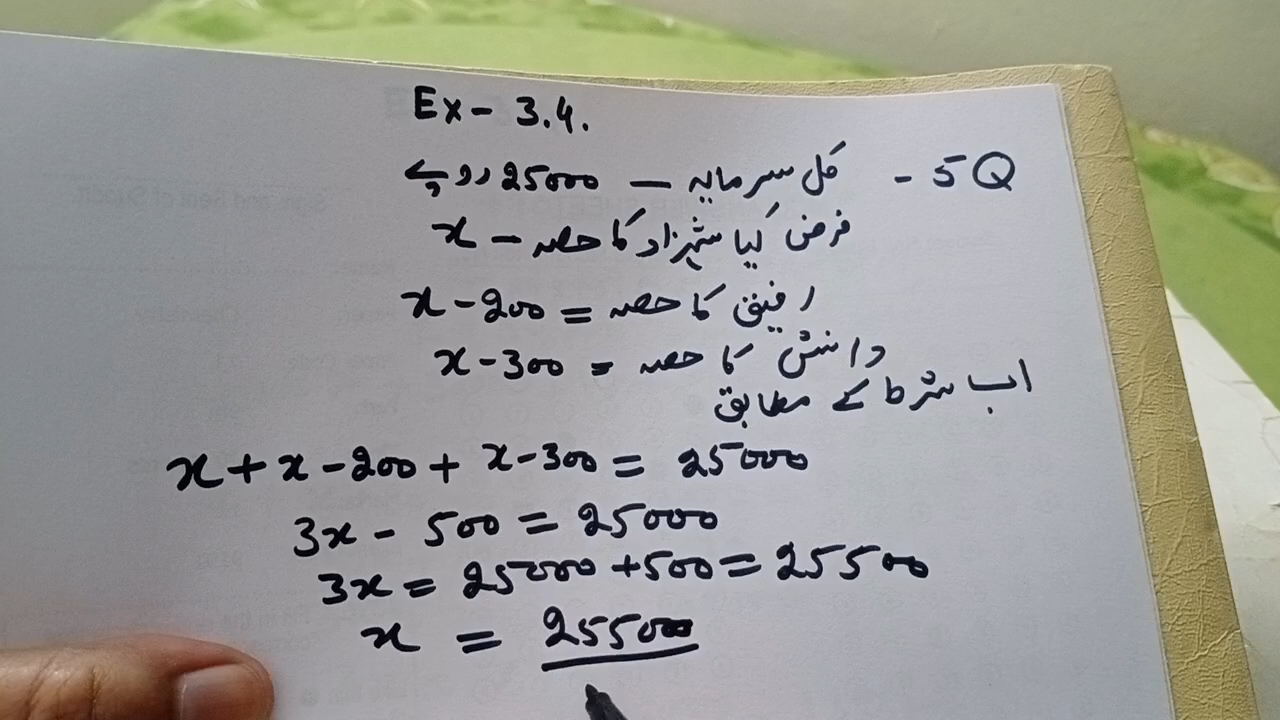 Ex- 3.4.
5Q - کل سرمایہ — 25000 روپے
فرض کیا شہزاد کا حصہ — x
رفیق کا حصہ = x-200
دانش کا حصہ = x-300
اب شرط کے مطابق
x+x-200+x-300=25000
3x-500=25000
3x=25000+500=25500
x = 25500